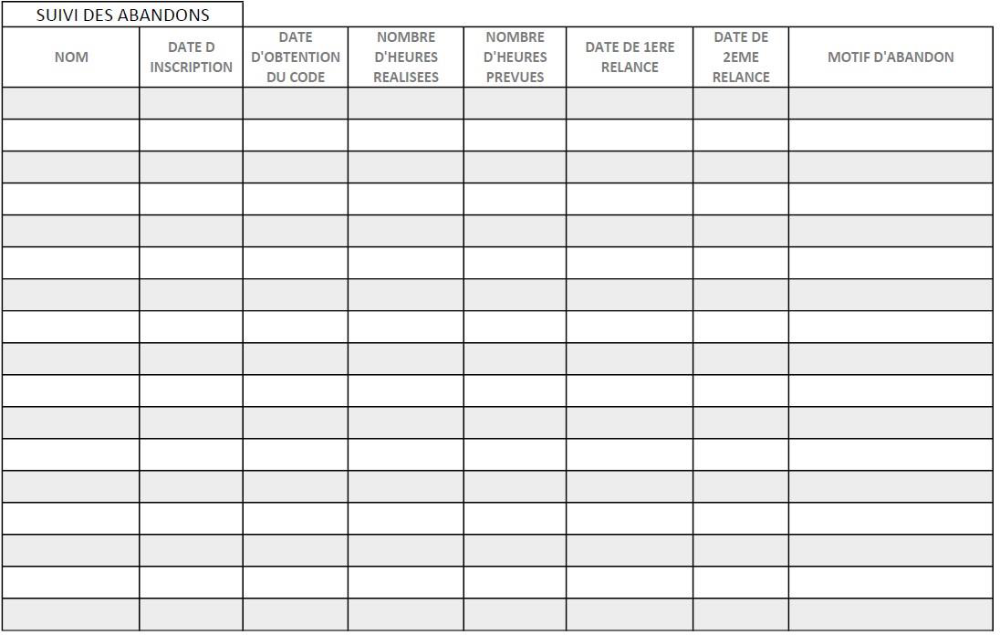 SUIVI DES ABANDONS
NOM
DATE D
INSCRIPTION
DATE
D'OBTENTION
DU CODE
NOMBRE
D'HEURES
REALISEES
NOMBRE
D'HEURES
PREVUES
DATE DE 1ERE
RELANCE
DATE DE
2EME
RELANCE
MOTIF D'ABANDON